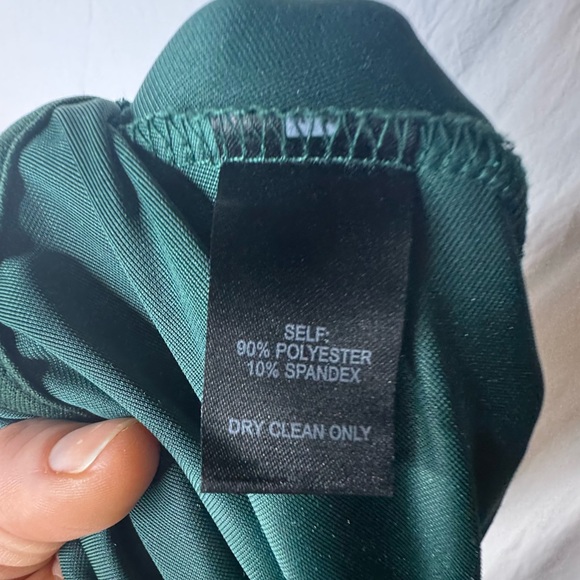 SELF:
90% POLYESTER
10% SPANDEX
DRY CLEAN ONLY